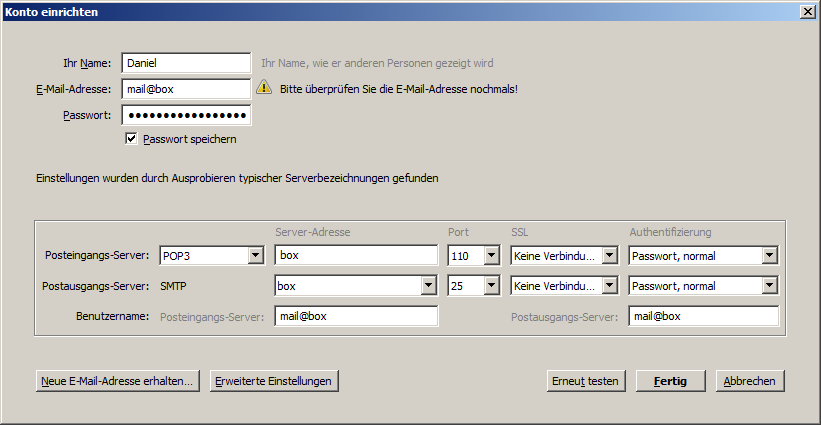 Konto einrichten
Ihr Name: Daniel Ihr Name, wie er anderen Personen gezeigt wird
E-Mail-Adresse: mail@box Bitte überprüfen Sie die E-Mail-Adresse nochmals!
Passwort: •••••••••••••••••
Passwort speichern
Einstellungen wurden durch Ausprobieren typischer Serverbezeichnungen gefunden
Server-Adresse Port SSL Authentifizierung
Posteingangs-Server: POP3 box 110 Keine Verbindu... Passwort, normal
Postausgangs-Server: SMTP box 25 Keine Verbindu... Passwort, normal
Benutzername: Posteingangs-Server: mail@box Postausgangs-Server: mail@box
Neue E-Mail-Adresse erhalten... Erweiterte Einstellungen Erneut testen Fertig Abbrechen